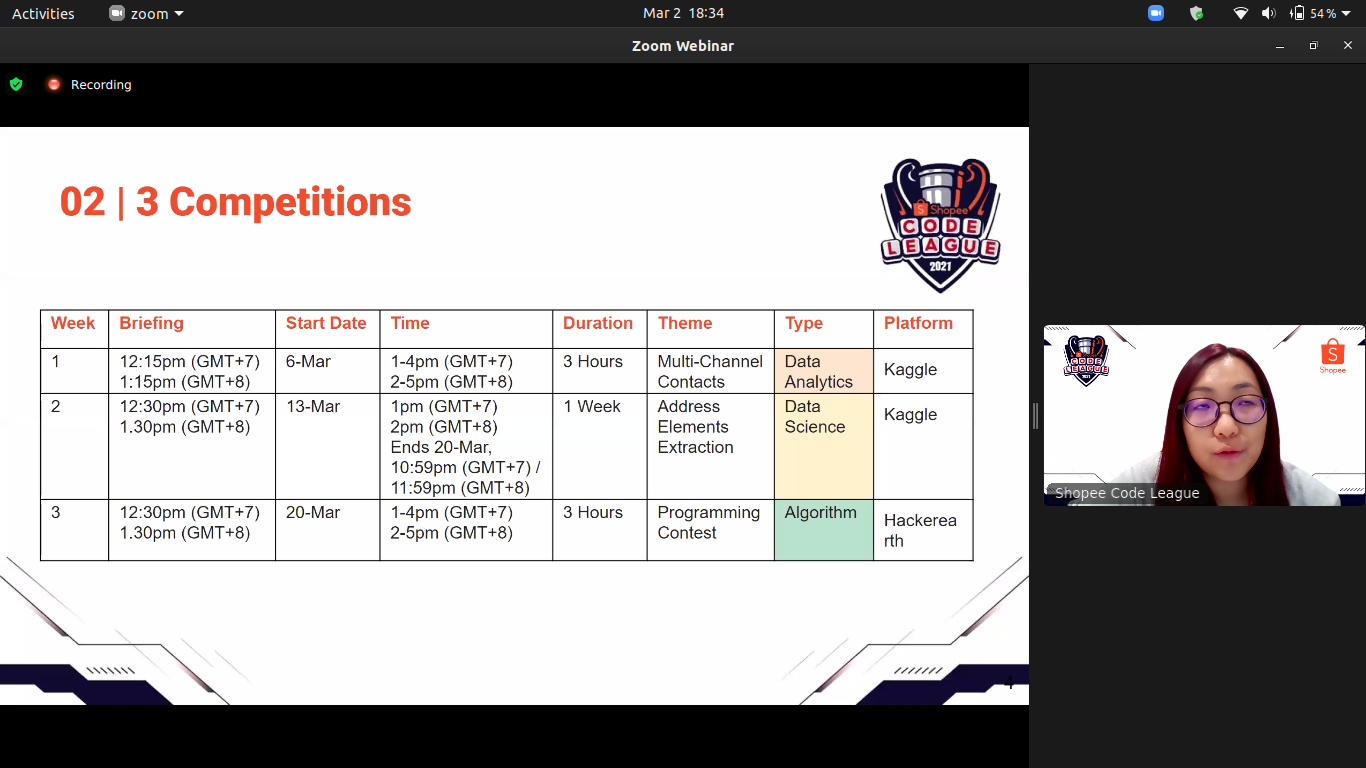 Activities zoom Mar 2 18:34 54 %
Zoom Webinar
Recording
02 | 3 Competitions
Shopee
CODE
LEAGUE
2021
Week Briefing Start Date Time Duration Theme Type Platform
1 12:15pm (GMT+7) 6-Mar 1-4pm (GMT+7) 3 Hours Multi-Channel Data Kaggle
1:15pm (GMT+8) 2-5pm (GMT+8) Contacts Analytics
2 12:30pm (GMT+7) 13-Mar 1pm (GMT+7) 1 Week Address Data Kaggle
1.30pm (GMT+8) 2pm (GMT+8) Elements Science
Ends 20-Mar, Extraction
10:59pm (GMT+7) /
11:59pm (GMT+8)
3 12:30pm (GMT+7) 20-Mar 1-4pm (GMT+7) 3 Hours Programming Algorithm Hackerea
1.30pm (GMT+8) 2-5pm (GMT+8) Contest rth
4
CODE
LEAGUE
2021
S
Shopee
Shopee Code League